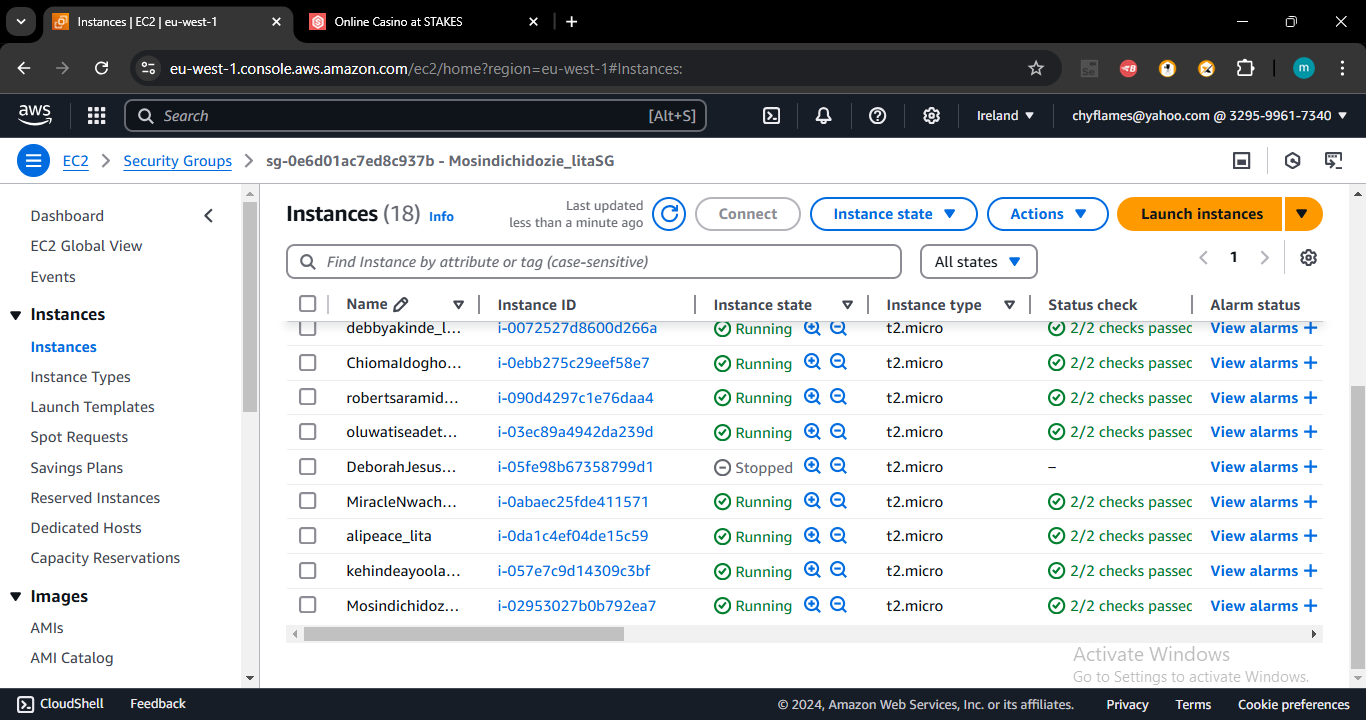 Instances | EC2 | eu-west-1
Online Casino at STAKES
eu-west-1.console.aws.amazon.com/ec2/home?region=eu-west-1#Instances:
m
aws
Search [Alt+S]
Ireland
chyflames@yahoo.com @ 3295-9961-7340
EC2 Security Groups sg-0e6d01ac7ed8c937b - Mosindichidozie_litaSG
Dashboard
EC2 Global View
Events
Instances
Instances
Instance Types
Launch Templates
Spot Requests
Savings Plans
Reserved Instances
Dedicated Hosts
Capacity Reservations
Images
AMIs
AMI Catalog
Instances (18) Info
Last updated
less than a minute ago
Connect
Instance state
Actions
Launch instances
Find Instance by attribute or tag (case-sensitive)
All states
1
Name Instance ID Instance state Instance type Status check Alarm status
debbyakinde_l... i-0072527d8600d266a Running t2.micro 2/2 checks passec View alarms +
ChiomaIdogho... i-0ebb275c29eef58e7 Running t2.micro 2/2 checks passec View alarms +
robertsaramid... i-090d4297c1e76daa4 Running t2.micro 2/2 checks passec View alarms +
oluwatiseadet... i-03ec89a4942da239d Running t2.micro 2/2 checks passec View alarms +
DeborahJesus... i-05fe98b67358799d1 Stopped t2.micro – View alarms +
MiracleNwach... i-0abaec25fde411571 Running t2.micro 2/2 checks passec View alarms +
alipeace_lita i-0da1c4ef04de15c59 Running t2.micro 2/2 checks passec View alarms +
kehindeayoola... i-057e7c9d14309c3bf Running t2.micro 2/2 checks passec View alarms +
Mosindichidoz... i-02953027b0b792ea7 Running t2.micro 2/2 checks passec View alarms +
Activate Windows
Go to Settings to activate Windows.
CloudShell Feedback © 2024, Amazon Web Services, Inc. or its affiliates. Privacy Terms Cookie preferences